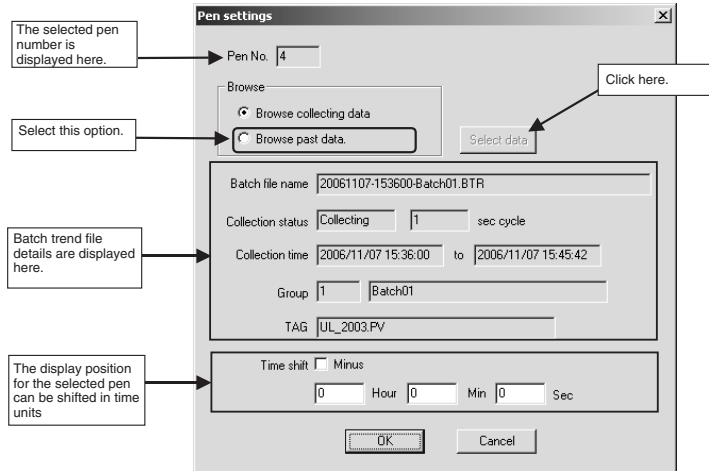 Pen settings
The selected pen
number is
displayed here.
Pen No. 4
Click here.
Browse
Browse collecting data
Select this option.
Browse past data.
Select data
Batch file name 20061107-153600-Batch01.BTR
Collection status Collecting 1 sec cycle
Batch trend file
details are displayed
here.
Collection time 2006/11/07 15:36:00 to 2006/11/07 15:45:42
Group 1 Batch01
TAG UL_2003.PV
The display position
for the selected pen
can be shifted in time
units
Time shift Minus
0 Hour 0 Min 0 Sec
OK Cancel